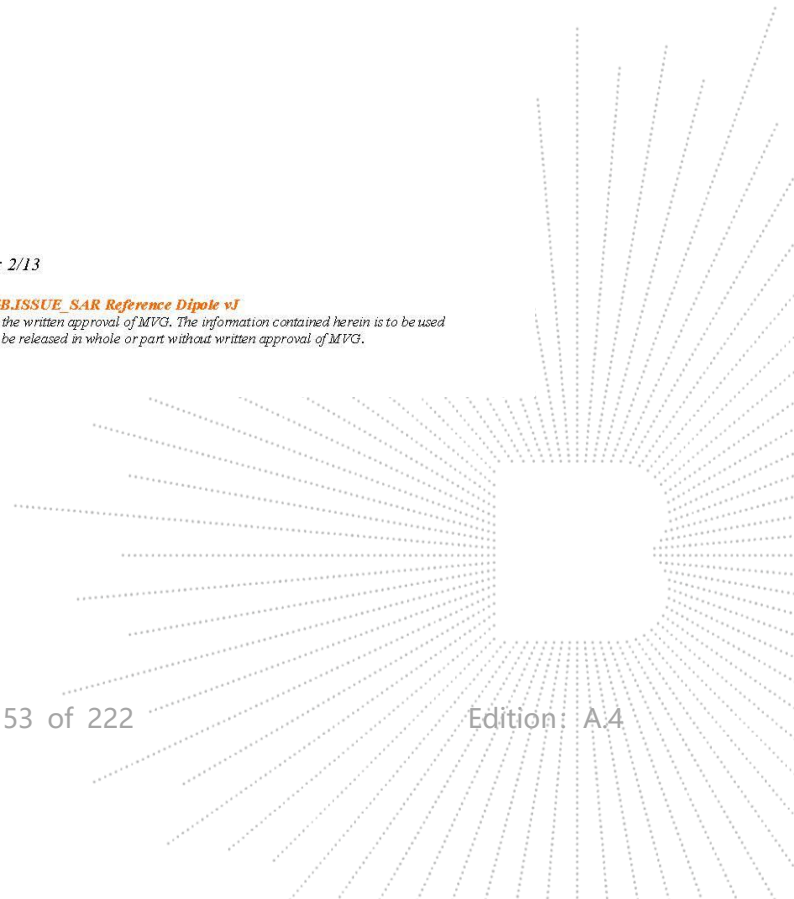 : 2/13
B.ISSUE_SAR Reference Dipole vJ
the written approval of MVG. The information contained herein is to be used
be released in whole or part without written approval of MVG.
53 of 222 Edition: A.4